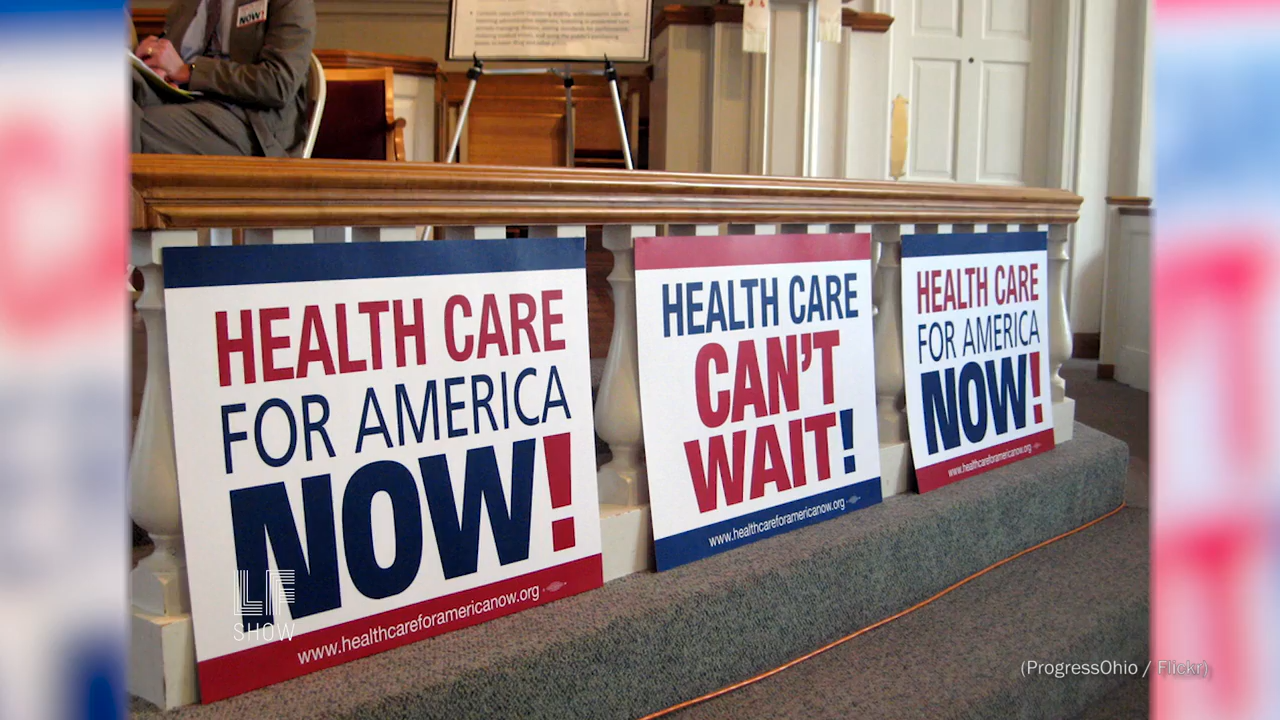 NOW!
HEALTH CARE
FOR AMERICA
NOW!
www.healthcareforamericanow.org
HEALTH CARE
CAN'T
WAIT!
www.healthcareforamericanow.org
HEALTH CARE
FOR AMERICA
NOW!
www.healthcareforamericanow.org
LF
SHOW
(ProgressOhio / Flickr)